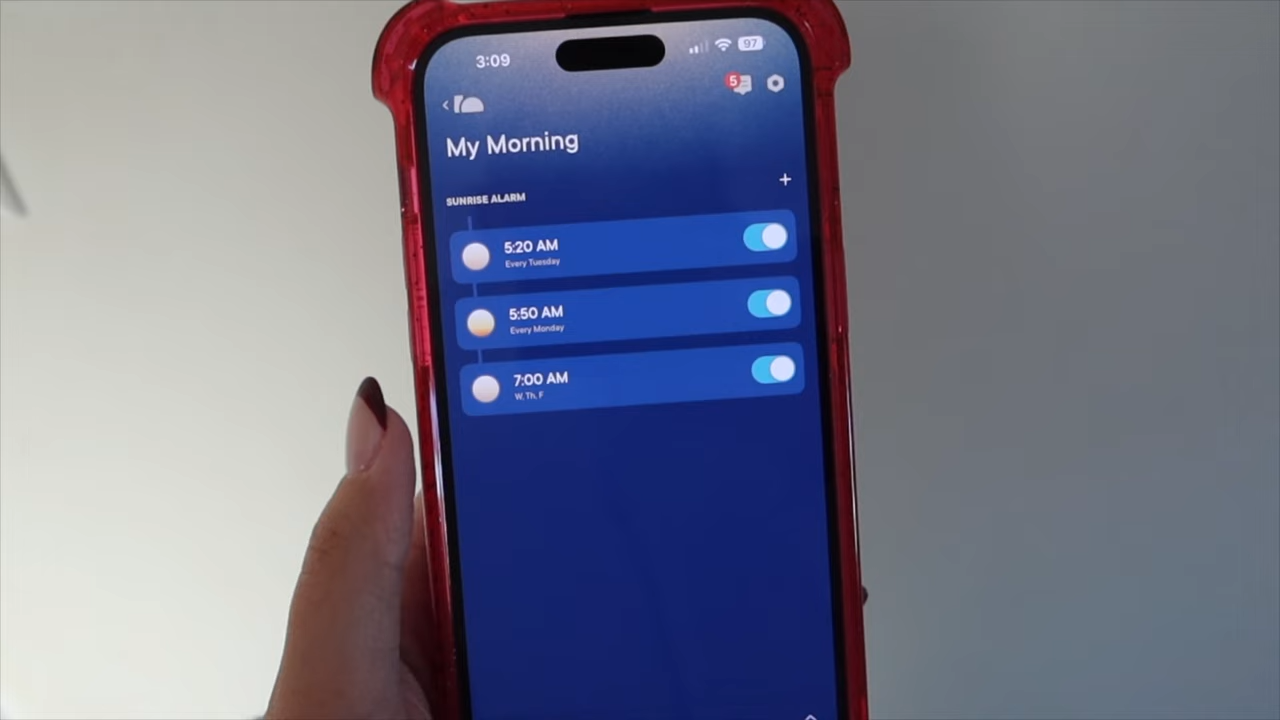 3:09
97
5
My Morning
SUNRISE ALARM
5:20 AM
Every Tuesday
5:50 AM
Every Monday
7:00 AM
W, Th, F